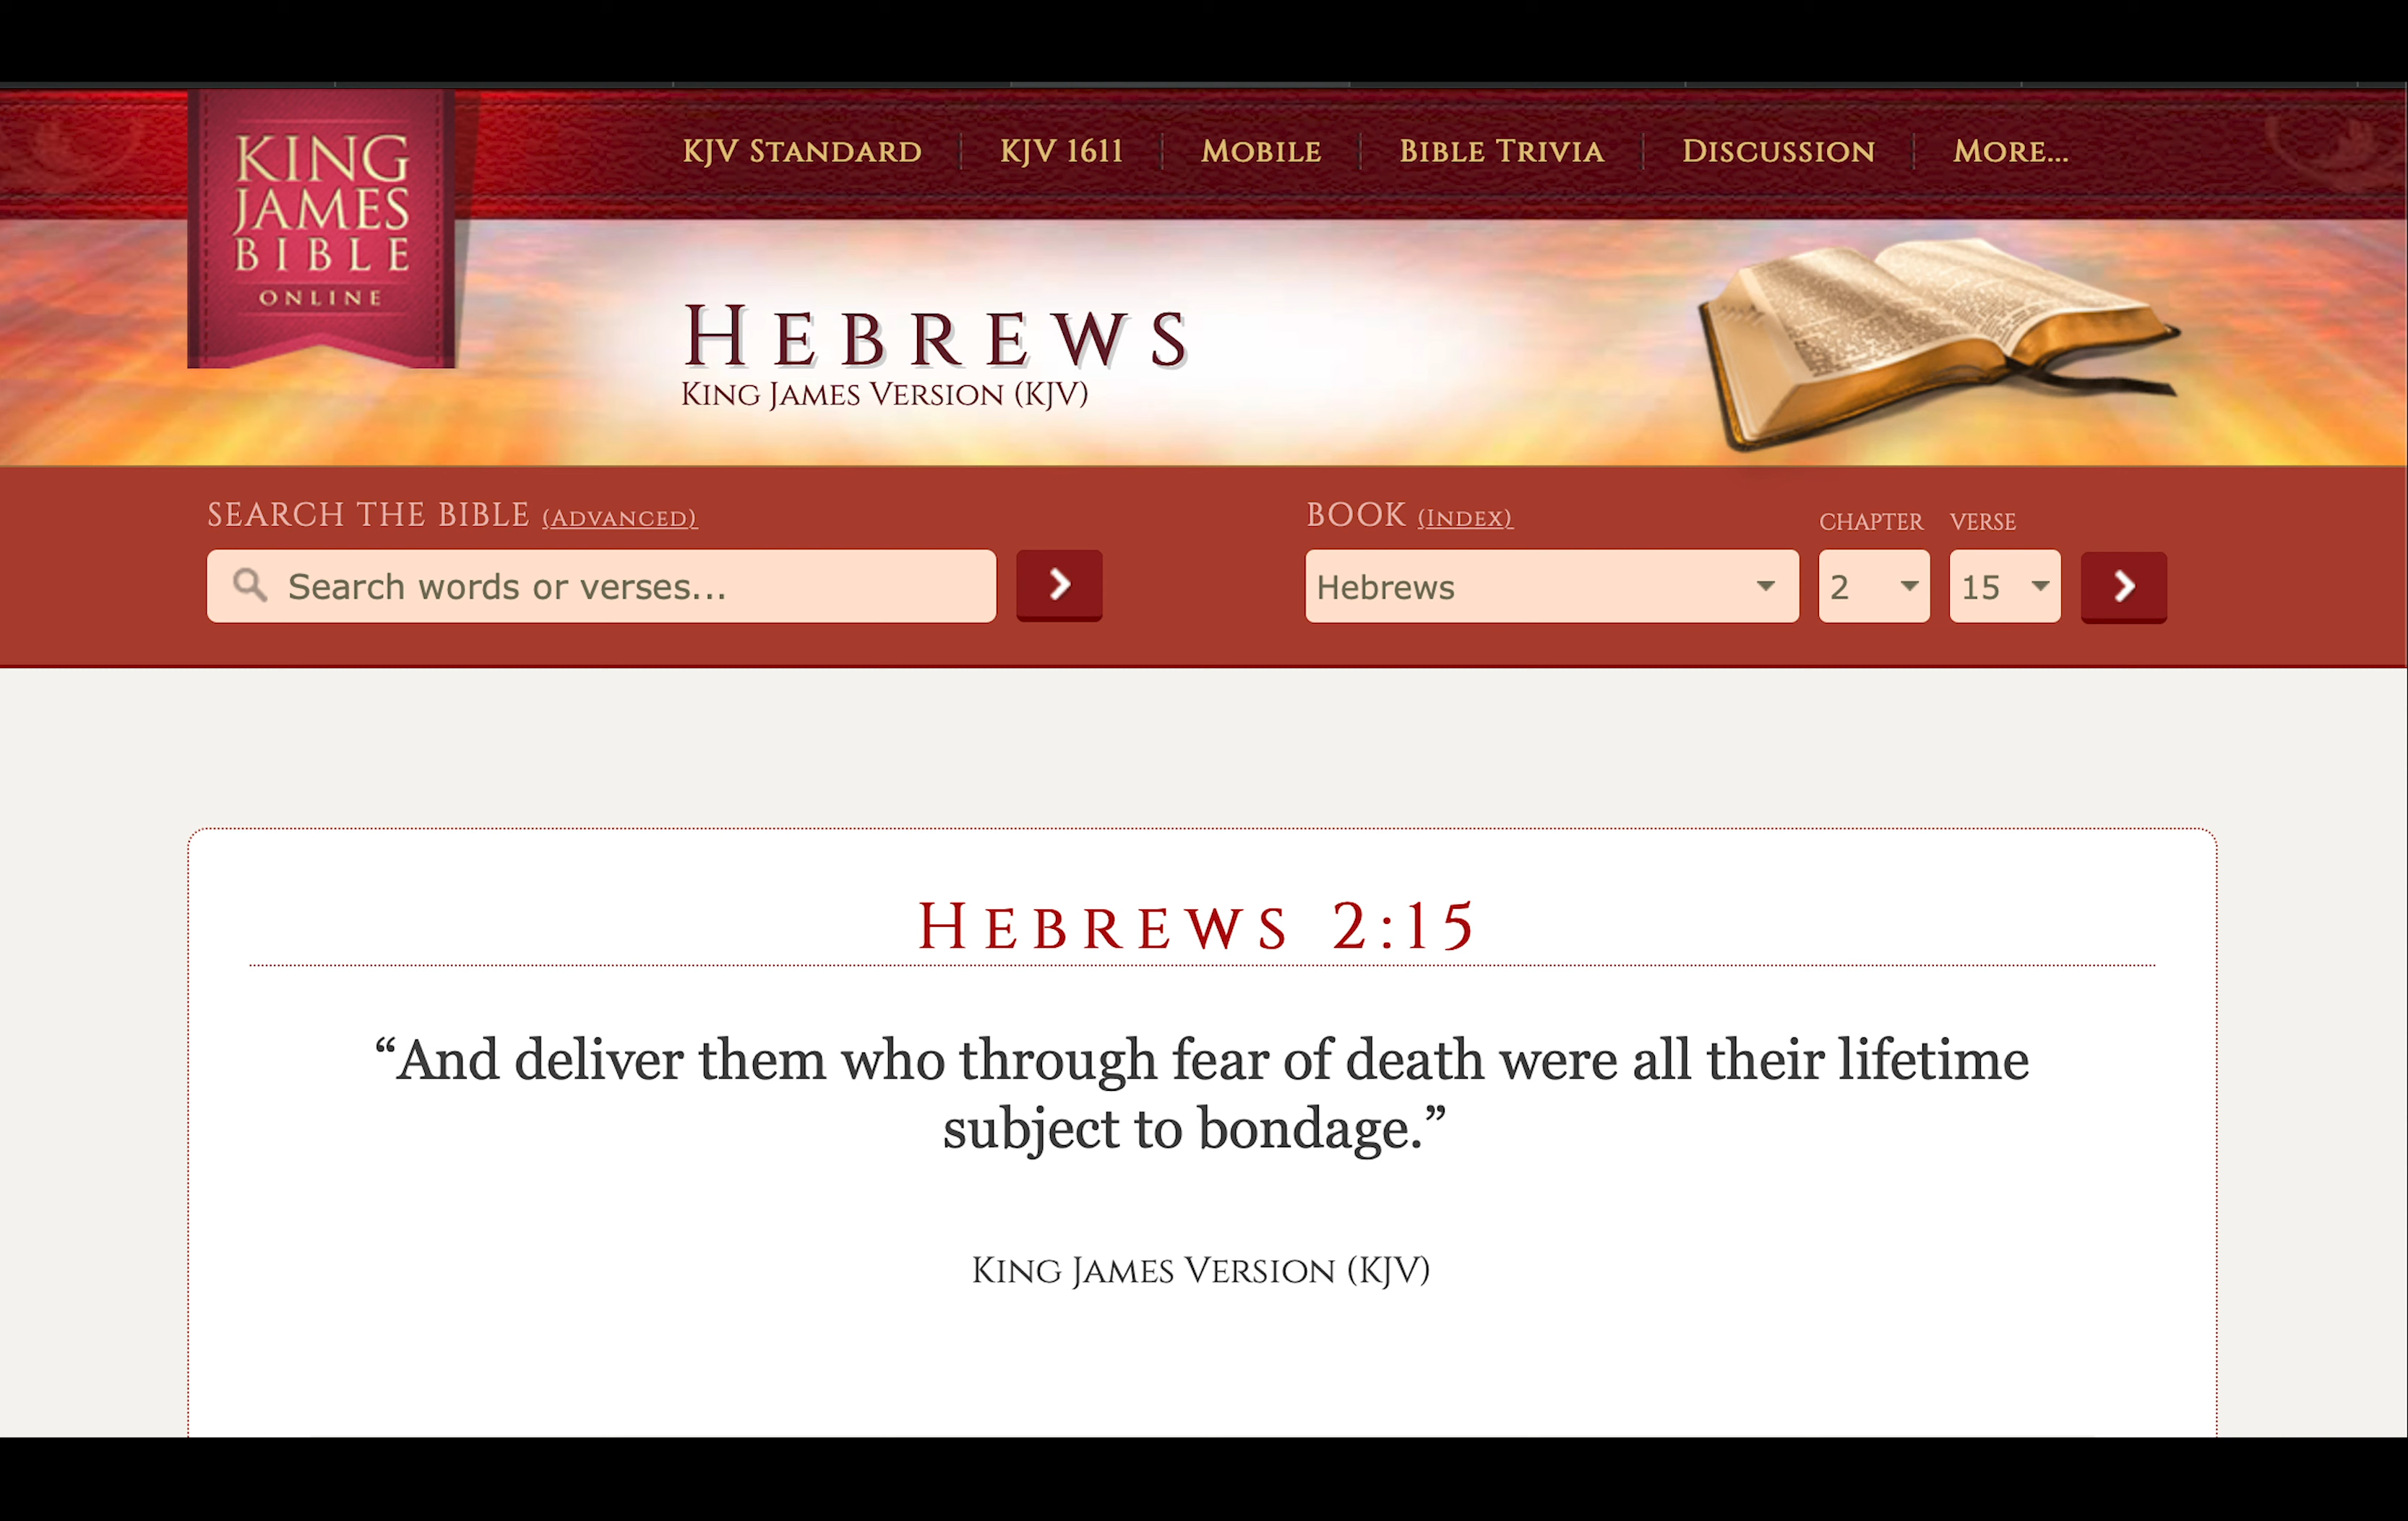 KING
JAMES
BIBLE
ONLINE
KJV STANDARD
KJV 1611
MOBILE
BIBLE TRIVIA
DISCUSSION
MORE...
HEBREWS
KING JAMES VERSION (KJV)
SEARCH THE BIBLE (ADVANCED)
Search words or verses...
BOOK (INDEX)
CHAPTER
VERSE
Hebrews
2
15
HEBREWS 2:15
“And deliver them who through fear of death were all their lifetime
subject to bondage.”
KING JAMES VERSION (KJV)